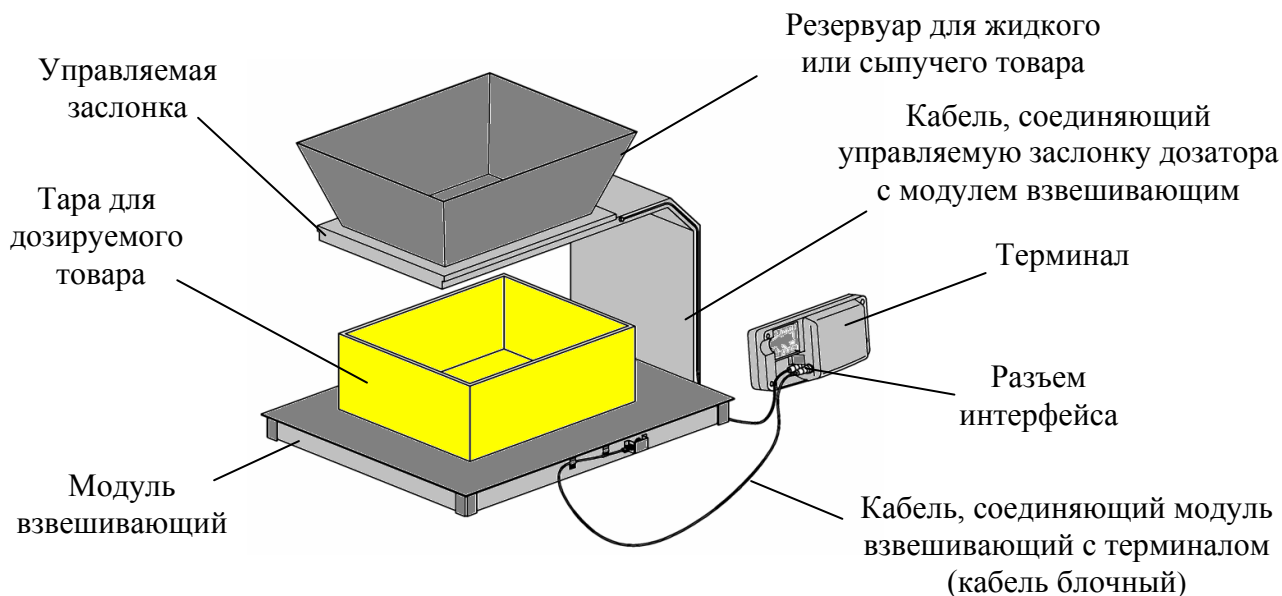 Резервуар для жидкого
или сыпучего товара
Управляемая
заслонка
Кабель, соединяющий
управляемую заслонку дозатора
с модулем взвешивающим
Тара для
дозируемого
товара
Терминал
Разъем
интерфейса
Модуль
взвешивающий
Кабель, соединяющий модуль
взвешивающий с терминалом
(кабель блочный)